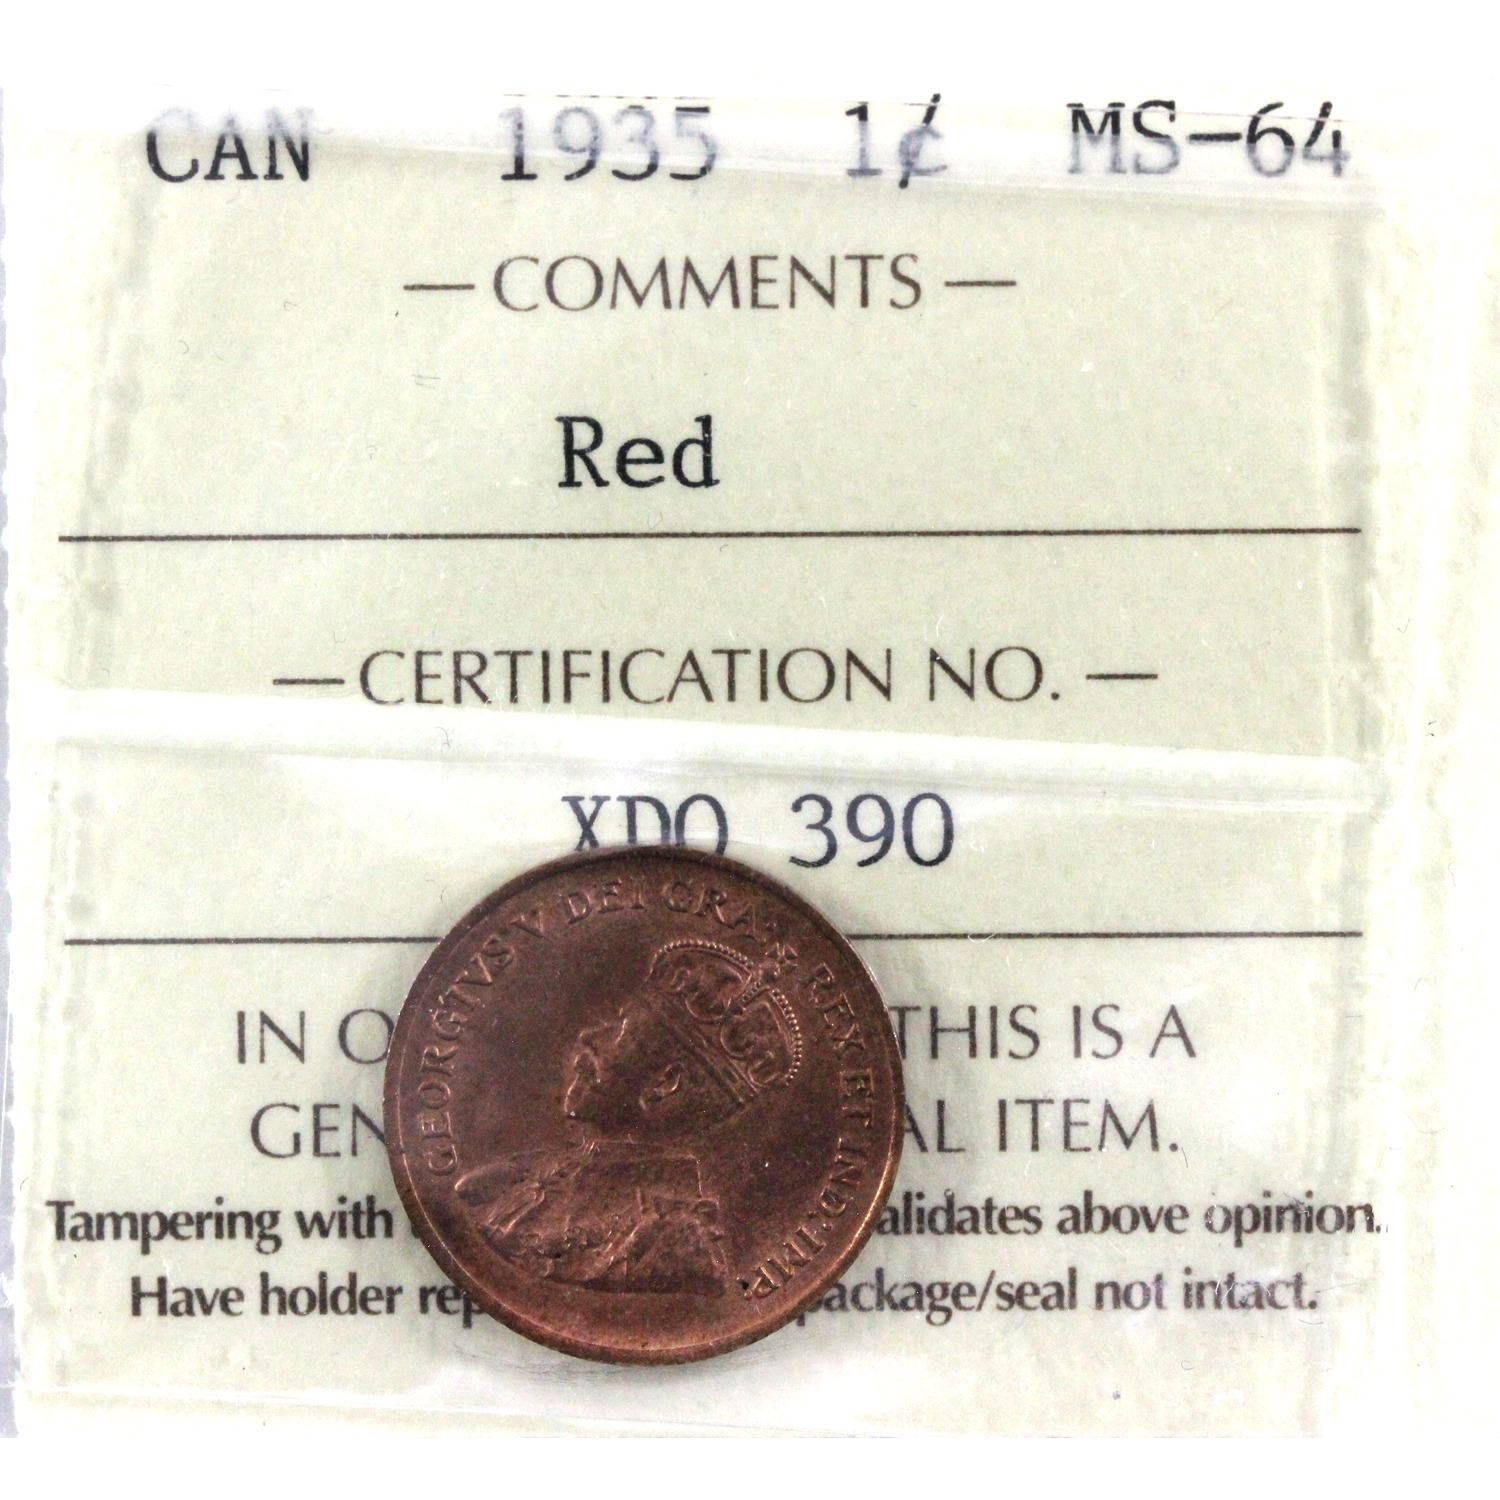 CAN 1935 1¢ MS-64
— COMMENTS —
Red
— CERTIFICATION NO. —
XDO 390
GEORGIVS V DEI GRA: REX ET IND: IMP:
IN O THIS IS A
GEN AL ITEM.
Tampering with alidates above opinion.
Have holder rep ackage/seal not intact.